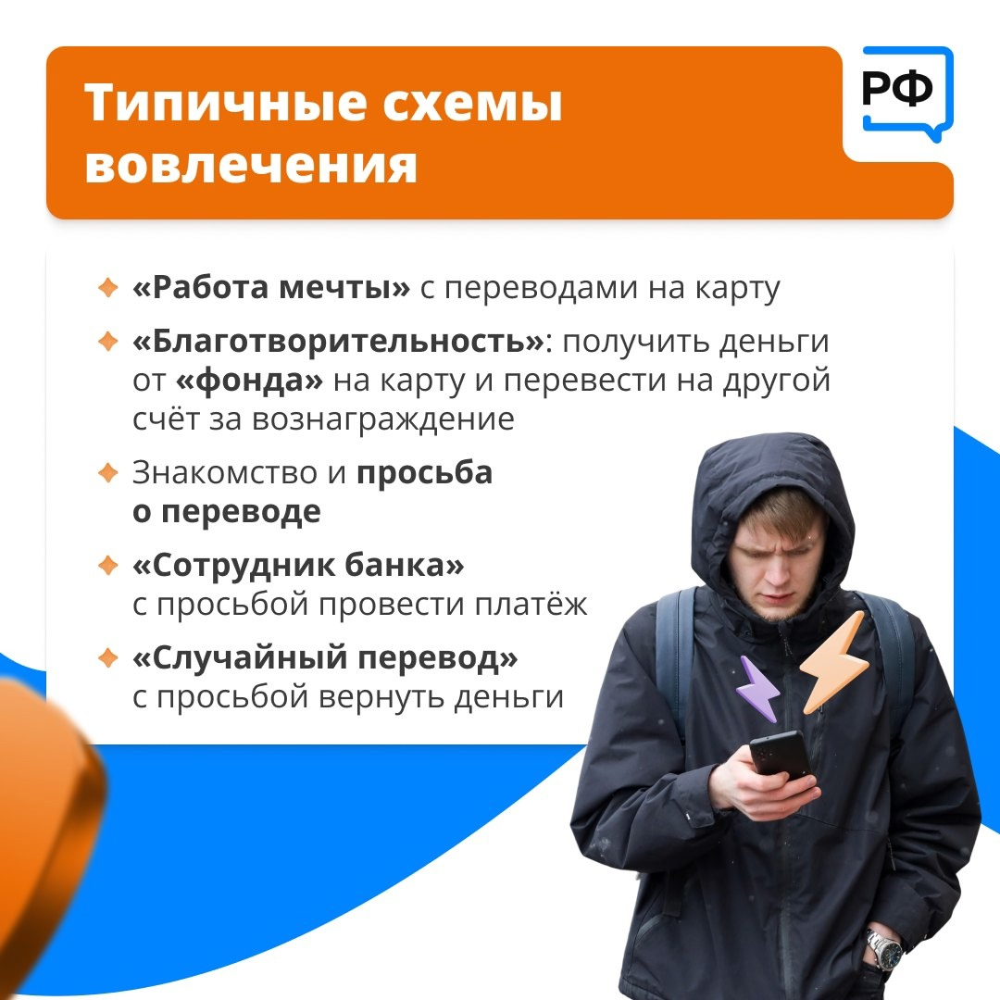 Типичные схемы
вовлечения
РФ
«Работа мечты» с переводами на карту
«Благотворительность»: получить деньги
от «фонда» на карту и перевести на другой
счёт за вознаграждение
Знакомство и просьба
о переводе
«Сотрудник банка»
с просьбой провести платёж
«Случайный перевод»
с просьбой вернуть деньги